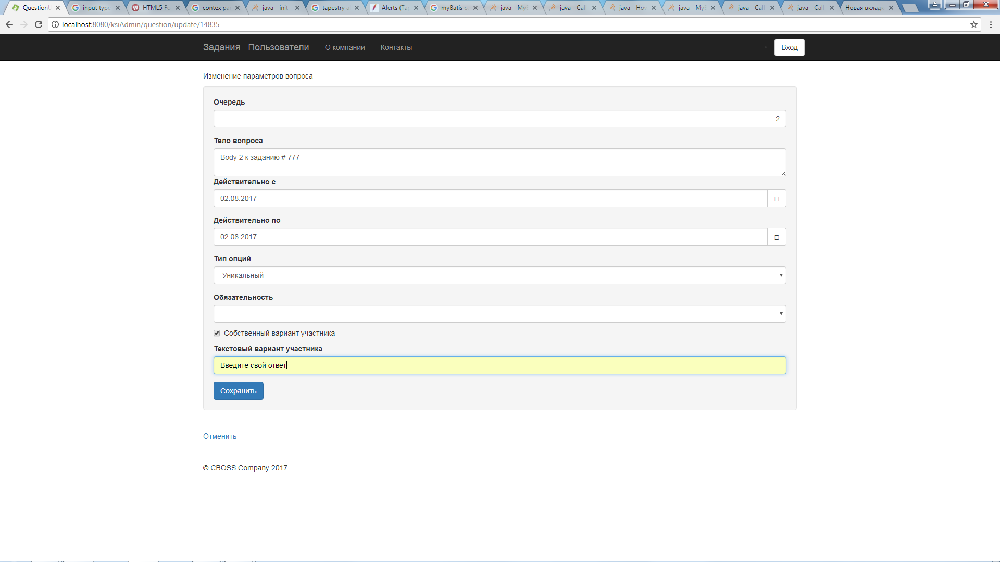 QuestionU
input type
HTML5 Fo
contex pa
java - init-
tapestry a
Alerts (Ta
myBatis ca
java - MyB
java - Call
java - How
java - MyB
java - Call
java - Call
Новая вкладк
localhost:8080/ksiAdmin/question/update/14835
Задания Пользователи О компании Контакты Вход
Изменение параметров вопроса
Очередь
2
Тело вопроса
Body 2 к заданию # 777
Действительно с
02.08.2017
Действительно по
02.08.2017
Тип опций
Уникальный
Обязательность
Собственный вариант участника
Текстовый вариант участника
Введите свой ответ
Сохранить
Отменить
© CBOSS Company 2017